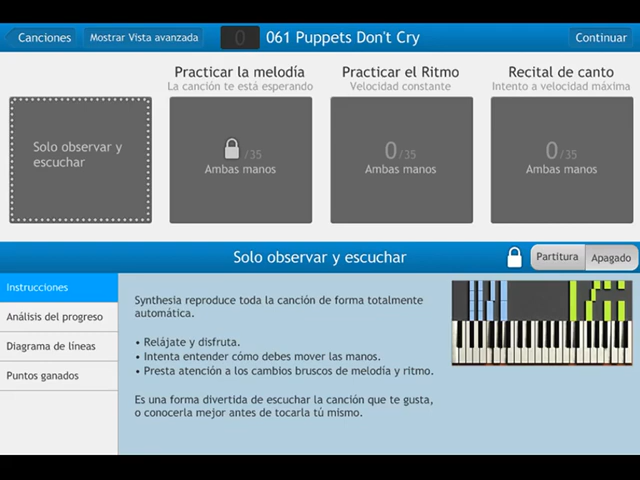 Canciones
Mostrar Vista avanzada
0
061 Puppets Don't Cry
Continuar
Practicar la melodía
La canción te está esperando
Practicar el Ritmo
Velocidad constante
Recital de canto
Intento a velocidad máxima
Solo observar y
escuchar
/35
Ambas manos
0/35
Ambas manos
0/35
Ambas manos
Solo observar y escuchar
Partitura
Apagado
Instrucciones
Análisis del progreso
Diagrama de líneas
Puntos ganados
Synthesia reproduce toda la canción de forma totalmente
automática.
• Relájate y disfruta.
• Intenta entender cómo debes mover las manos.
• Presta atención a los cambios bruscos de melodía y ritmo.
Es una forma divertida de escuchar la canción que te gusta,
o conocerla mejor antes de tocarla tú mismo.